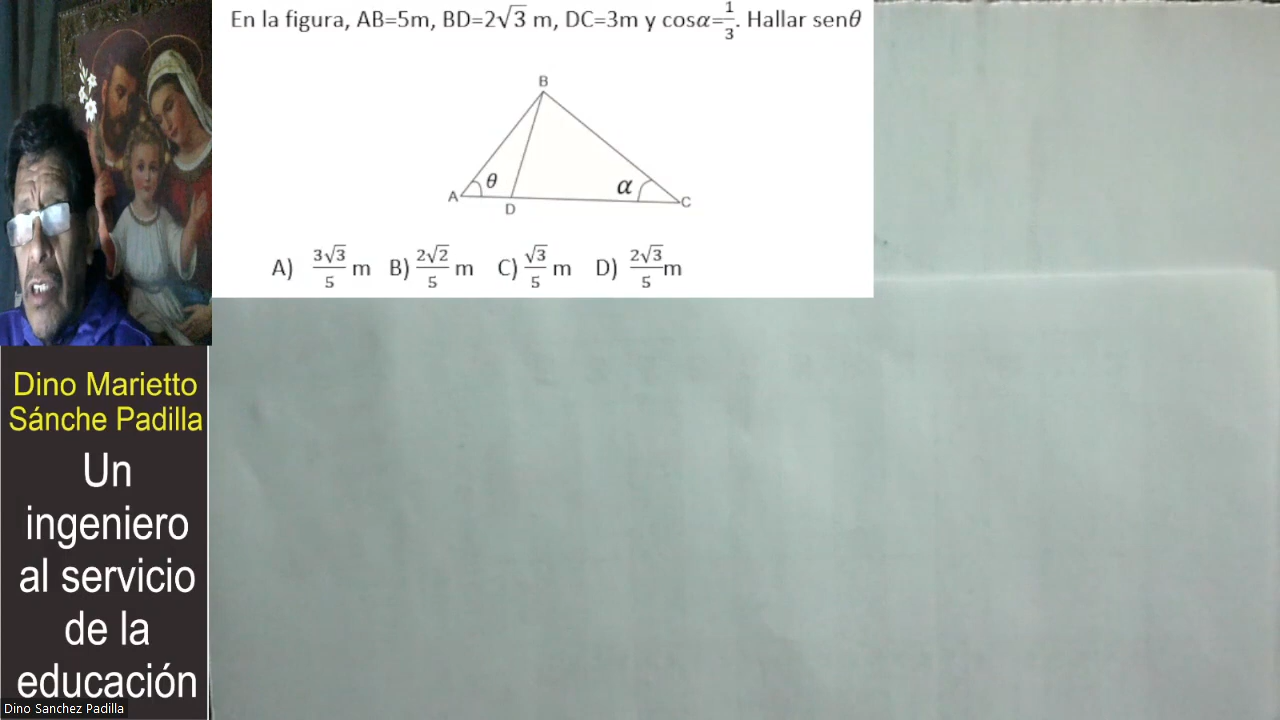 En la figura, AB=5m, BD=2√3 m, DC=3m y cosα=1/3. Hallar senθ
B
θ
α
A
D
C
A) 3√3/5 m B) 2√2/5 m C) √3/5 m D) 2√3/5 m
Dino Marietto
Sánche Padilla
Un
ingeniero
al servicio
de la
educación
Dino Sanchez Padilla